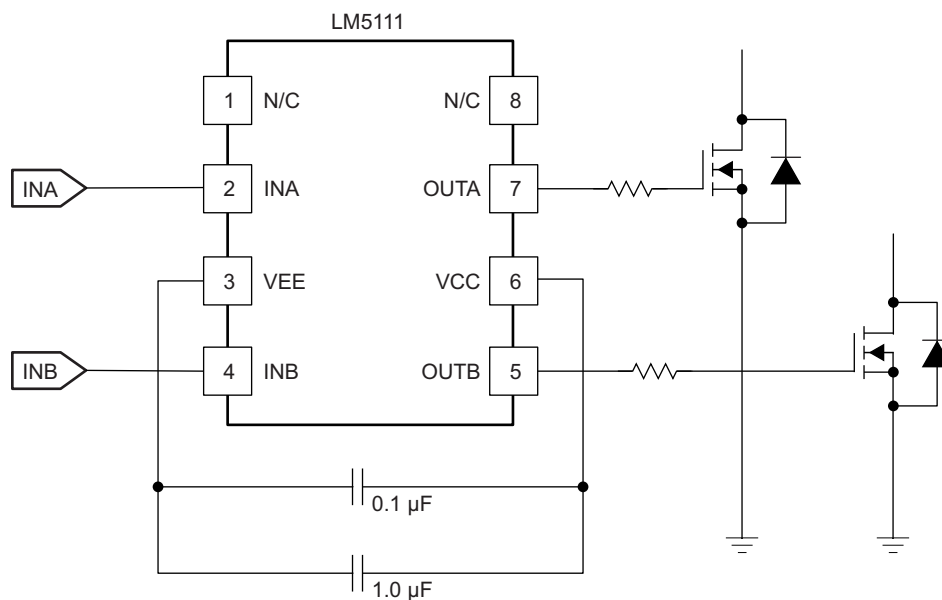 LM5111
1 N/C N/C 8
INA 2 INA OUTA 7
3 VEE VCC 6
INB 4 INB OUTB 5
0.1 µF
1.0 µF